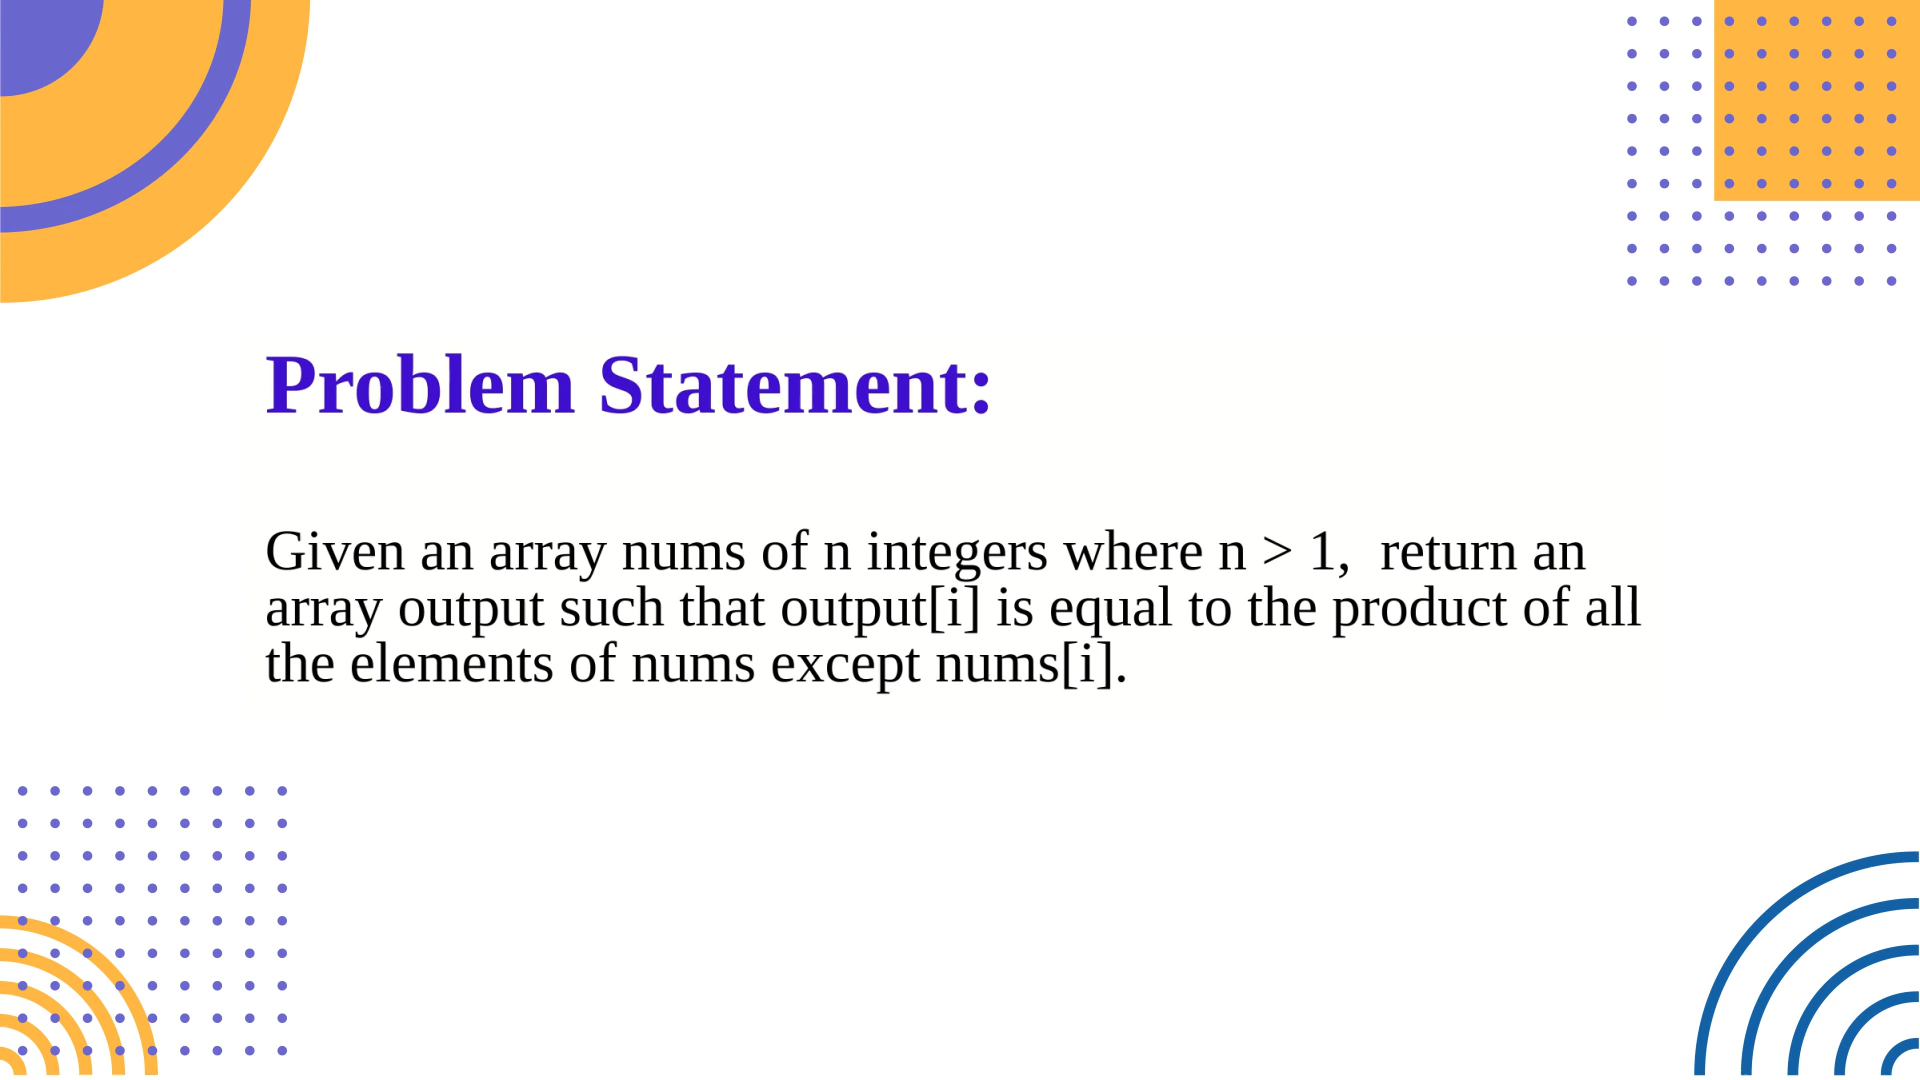 Problem Statement:
Given an array nums of n integers where n > 1,  return an
array output such that output[i] is equal to the product of all
the elements of nums except nums[i].